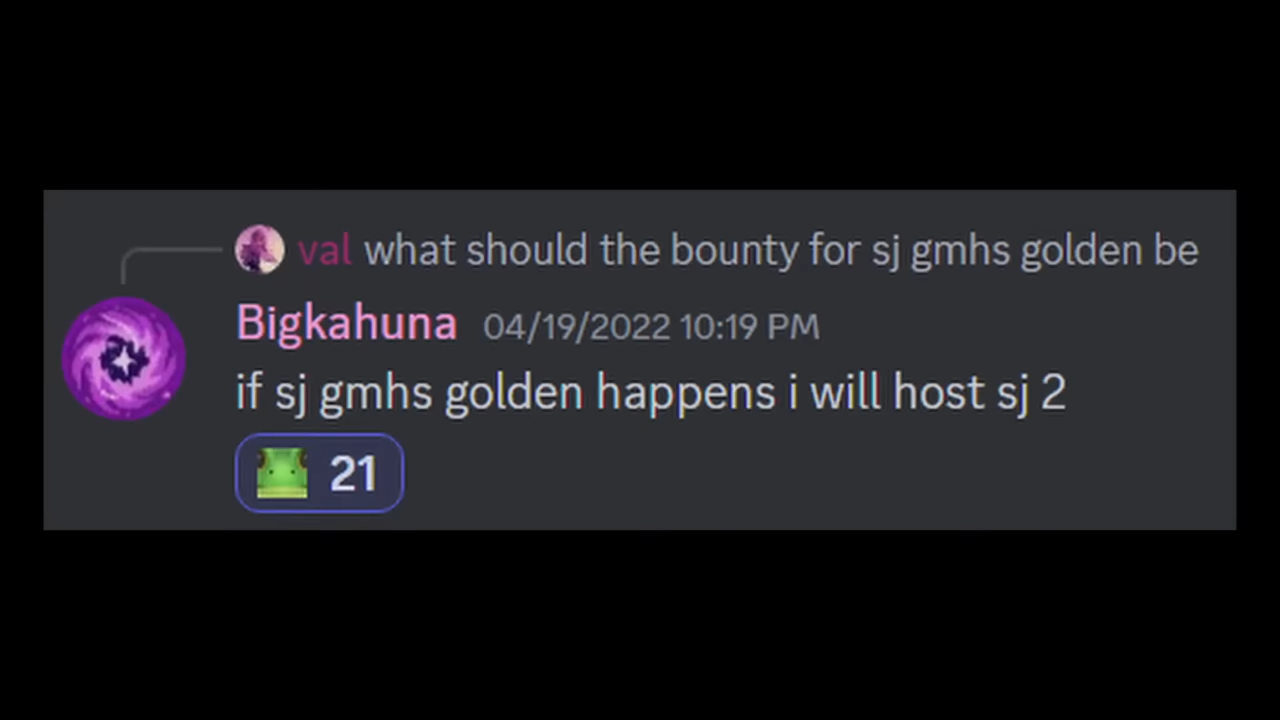 val what should the bounty for sj gmhs golden be
Bigkahuna 04/19/2022 10:19 PM
if sj gmhs golden happens i will host sj 2
21